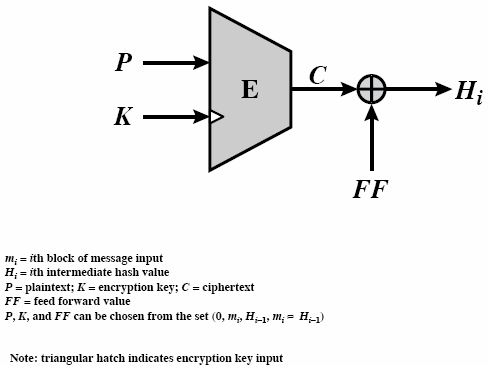 P
E
C
H_i
K
FF
m_i = ith block of message input
H_i = ith intermediate hash value
P = plaintext; K = encryption key; C = ciphertext
FF = feed forward value
P, K, and FF can be chosen from the set (0, m_i, H_{i–1}, m_i ≈ H_{i–1})
Note: triangular hatch indicates encryption key input